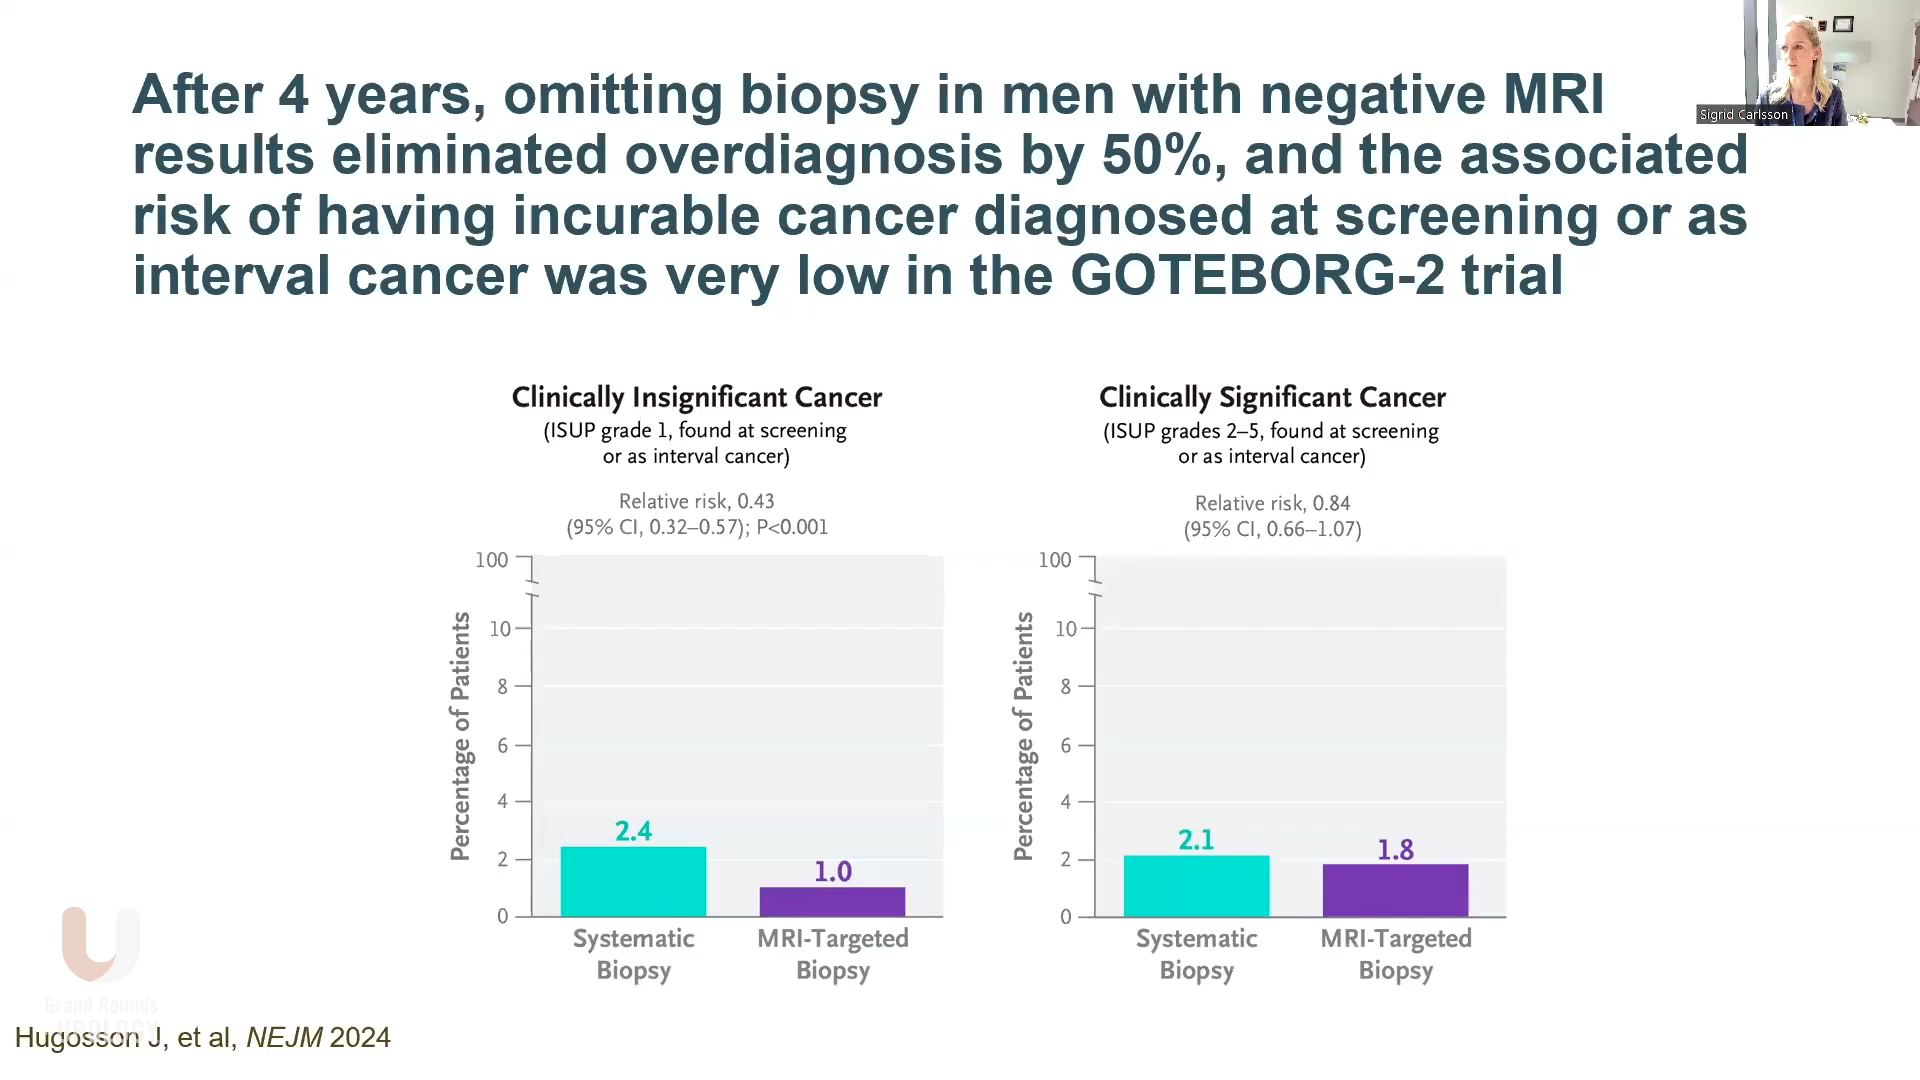 After 4 years, omitting biopsy in men with negative MRI
results eliminated overdiagnosis by 50%, and the associated
risk of having incurable cancer diagnosed at screening or as
interval cancer was very low in the GOTEBORG-2 trial
Sigrid Carlsson
Clinically Insignificant Cancer
(ISUP grade 1, found at screening
or as interval cancer)
Relative risk, 0.43
(95% CI, 0.32–0.57); P<0.001
100
10
8
6
4
2
0
Percentage of Patients
2.4
1.0
Systematic
Biopsy
MRI-Targeted
Biopsy
Clinically Significant Cancer
(ISUP grades 2–5, found at screening
or as interval cancer)
Relative risk, 0.84
(95% CI, 0.66–1.07)
100
10
8
6
4
2
0
Percentage of Patients
2.1
1.8
Systematic
Biopsy
MRI-Targeted
Biopsy
Grand Rounds
UROLOGY
Hugosson J, et al, NEJM 2024